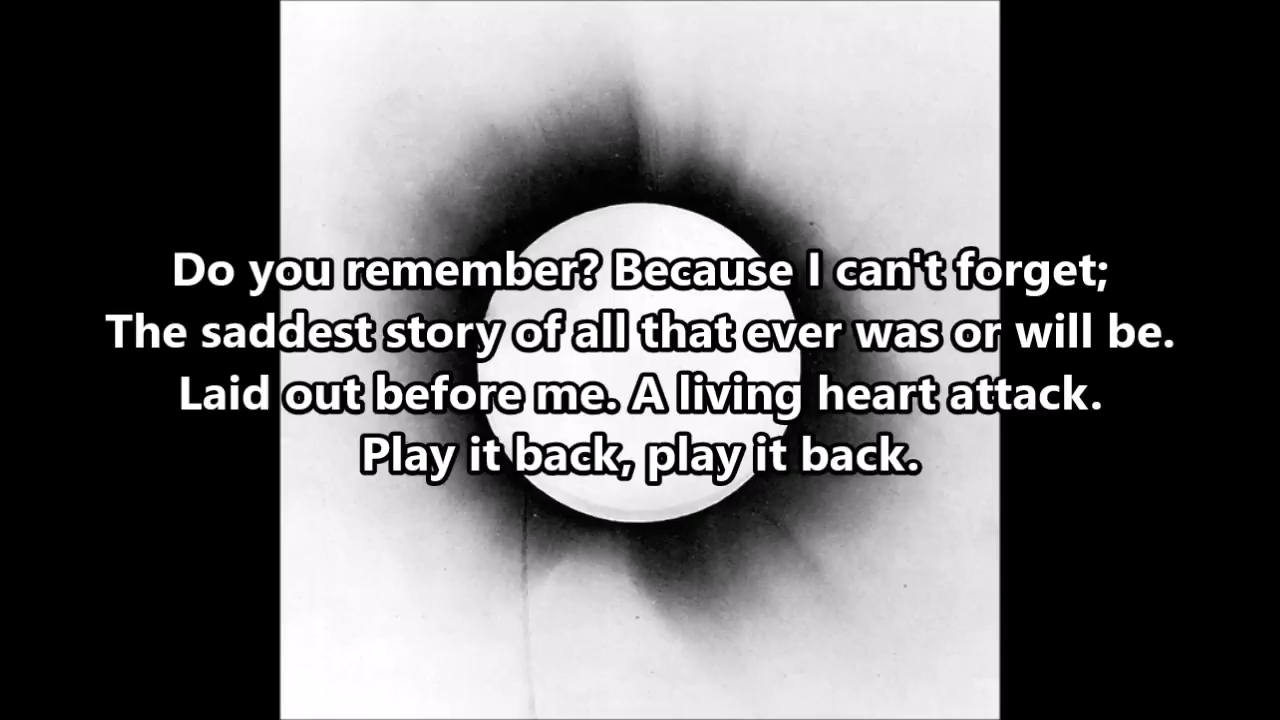 Do you remember? Because I can't forget;
The saddest story of all that ever was or will be.
Laid out before me. A living heart attack.
Play it back, play it back.